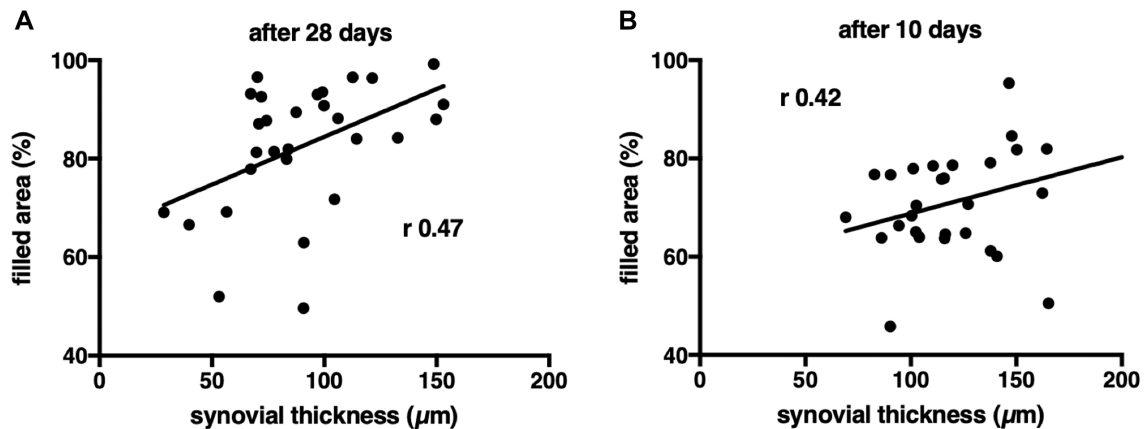 A
after 28 days
100
80
60
40
0
50
100
150
200
filled area (%)
synovial thickness (µm)
r 0.47
B
after 10 days
100
80
60
40
0
50
100
150
200
filled area (%)
synovial thickness (µm)
r 0.42